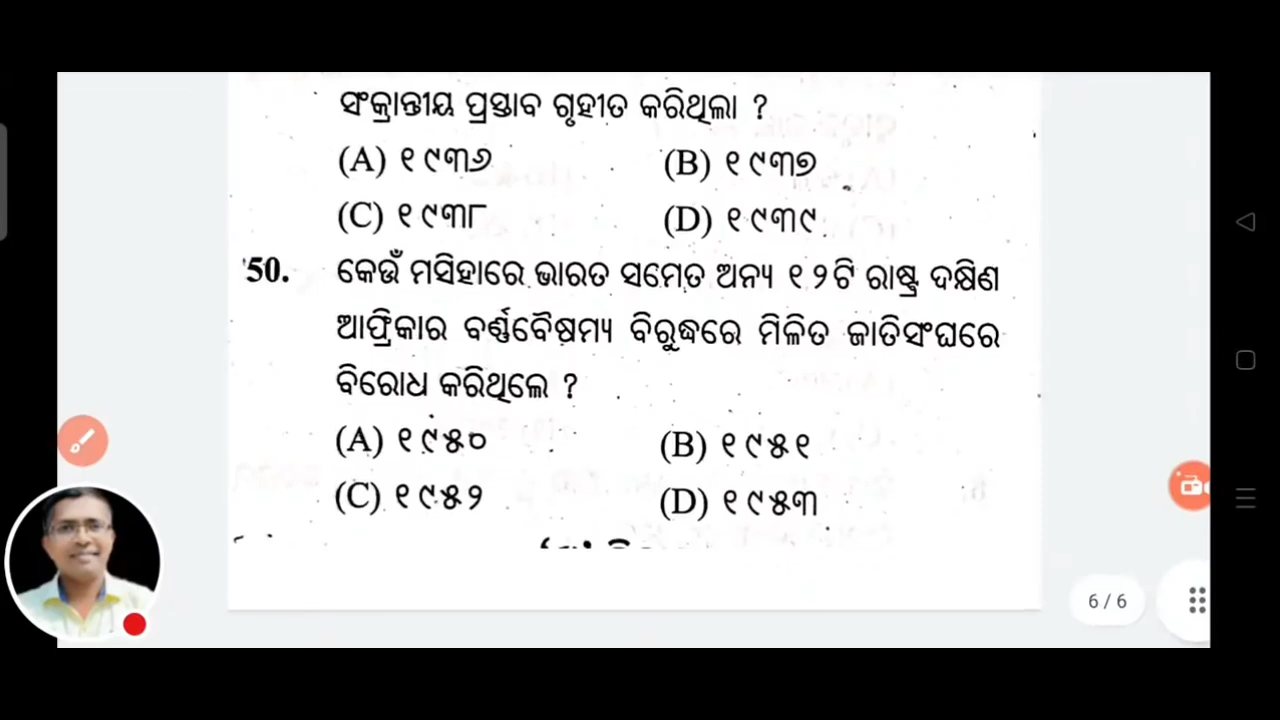 ସଂକ୍ରାନ୍ତୀୟ ପ୍ରସ୍ତାବ ଗୃହୀତ କରିଥିଲା ?
(A) ୧୯୩୬ (B) ୧୯୩୭
(C) ୧୯୩୮ (D) ୧୯୩୯
50. କେଉଁ ମସିହାରେ ଭାରତ ସମେତ ଅନ୍ୟ ୧୨ଟି ରାଷ୍ଟ୍ର ଦକ୍ଷିଣ
ଆଫ୍ରିକାର ବର୍ଣ୍ଣବୈଷମ୍ୟ ବିରୁଦ୍ଧରେ ମିଳିତ ଜାତିସଂଘରେ
ବିରୋଧ କରିଥିଲେ ?
(A) ୧୯୫୦ (B) ୧୯୫୧
(C) ୧୯୫୨ (D) ୧୯୫୩
6 / 6